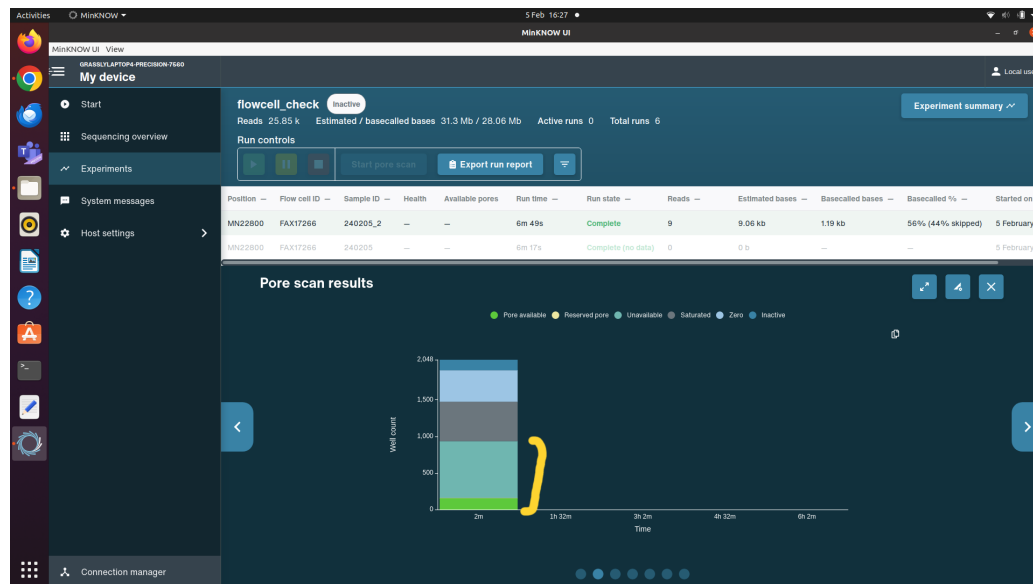 Activities MinKNOW 5 Feb 16:27
MinKNOW UI
MinKNOW UI View
GRASSLYLAPTOP4-PRECISION-7560
My device
Local use
Start
Sequencing overview
Experiments
System messages
Host settings
Connection manager
flowcell_check Inactive
Experiment summary
Reads 25.85 k Estimated / basecalled bases 31.3 Mb / 28.06 Mb Active runs 0 Total runs 6
Run controls
Start pore scan Export run report
Position Flow cell ID Sample ID Health Available pores Run time Run state Reads Estimated bases Basecalled bases Basecalled % Started on
MN22800 FAX17266 240205_2 – – 6m 49s Complete 9 9.06 kb 1.19 kb 56% (44% skipped) 5 February
MN22800 FAX17266 240205 – – 6m 17s Complete (no data) 0 0 b – – 5 February
Pore scan results
Pore available Reserved pore Unavailable Saturated Zero Inactive
2,048
1,500
1,000
500
0
Well count
2m 1h 32m 3h 2m 4h 32m 6h 2m
Time